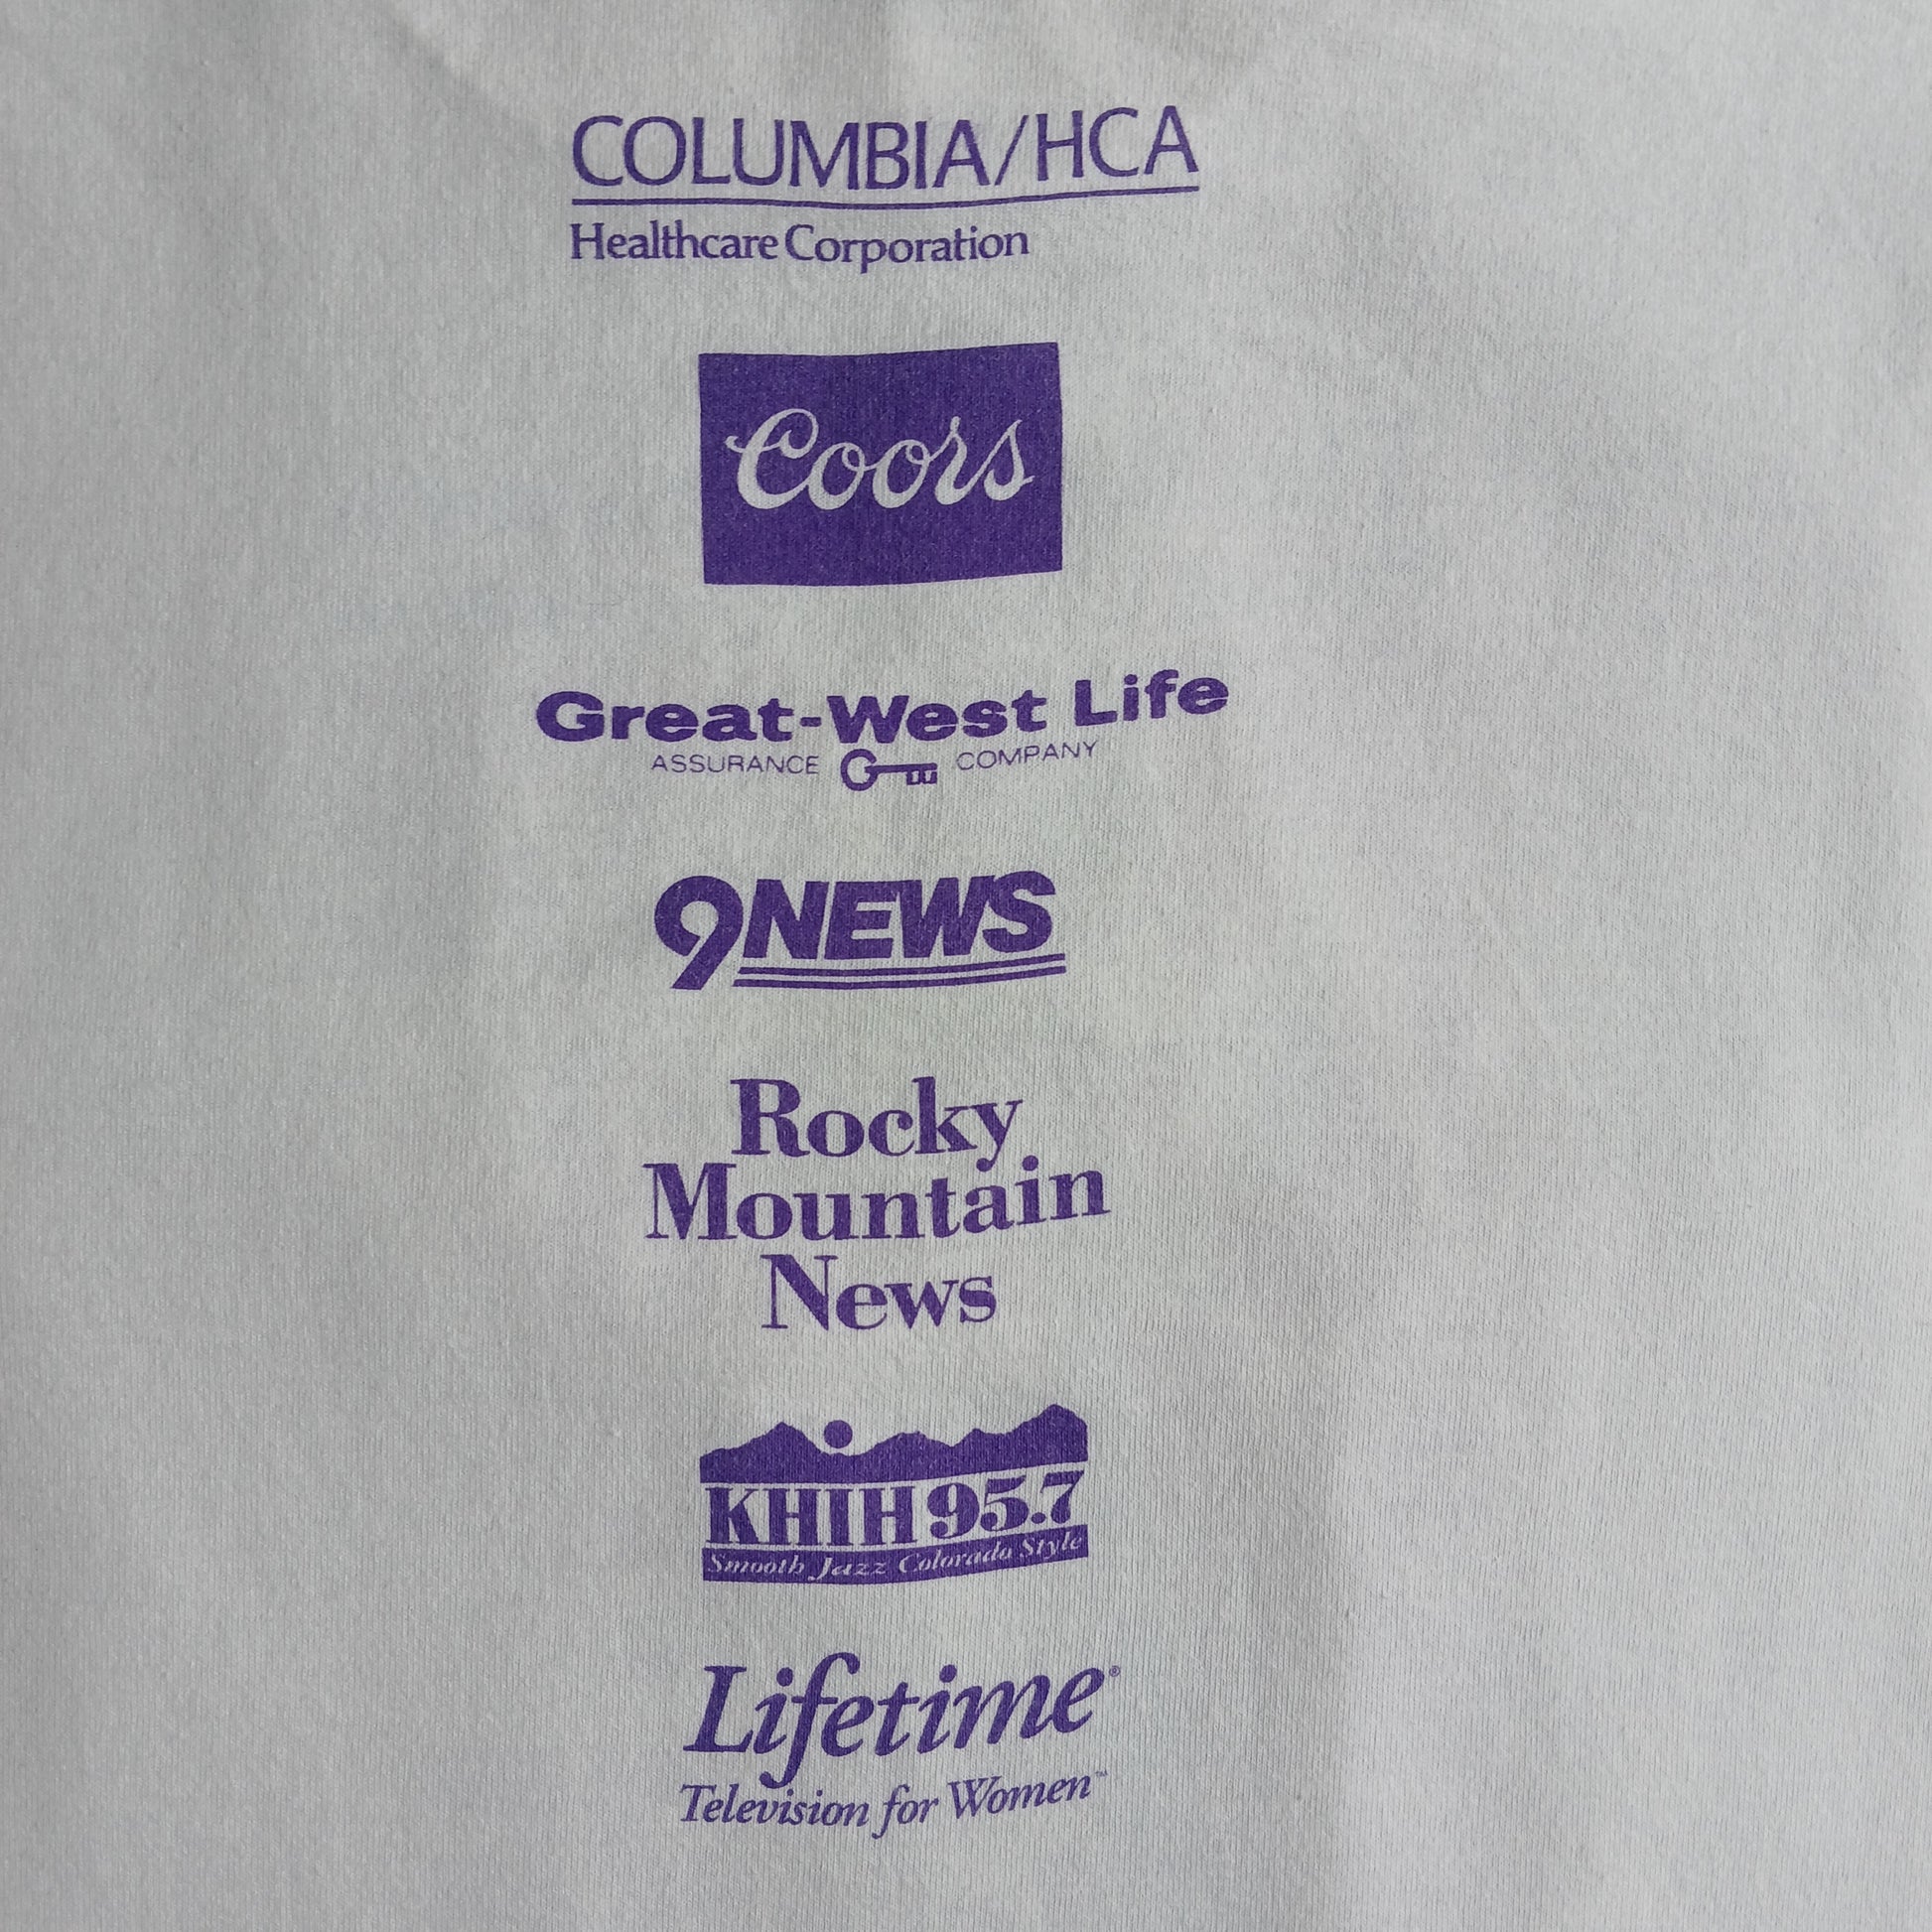 COLUMBIA/HCA
Healthcare Corporation
Coors
Great-West Life
ASSURANCE COMPANY
9NEWS
Rocky
Mountain
News
KHIH 95.7
Smooth Jazz Colorado Style
Lifetime®
Television for Women™